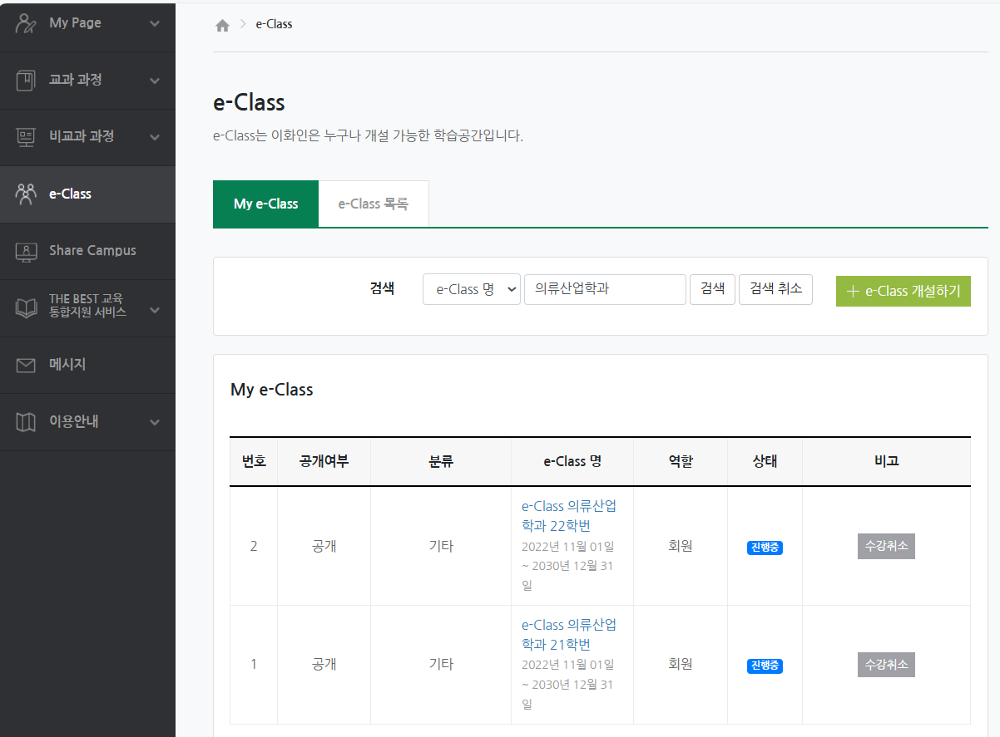 My Page
교과 과정
비교과 과정
e-Class
Share Campus
THE BEST 교육
통합지원 서비스
메시지
이용안내
e-Class
e-Class
e-Class는 이화인은 누구나 개설 가능한 학습공간입니다.
My e-Class
e-Class 목록
검색
e-Class 명
의류산업학과
검색
검색 취소
+ e-Class 개설하기
My e-Class
번호 공개여부 분류 e-Class 명 역할 상태 비고
2 공개 기타
e-Class 의류산업
학과 22학번
2022년 11월 01일
~ 2030년 12월 31
일
회원 진행중 수강취소
1 공개 기타
e-Class 의류산업
학과 21학번
2022년 11월 01일
~ 2030년 12월 31
일
회원 진행중 수강취소